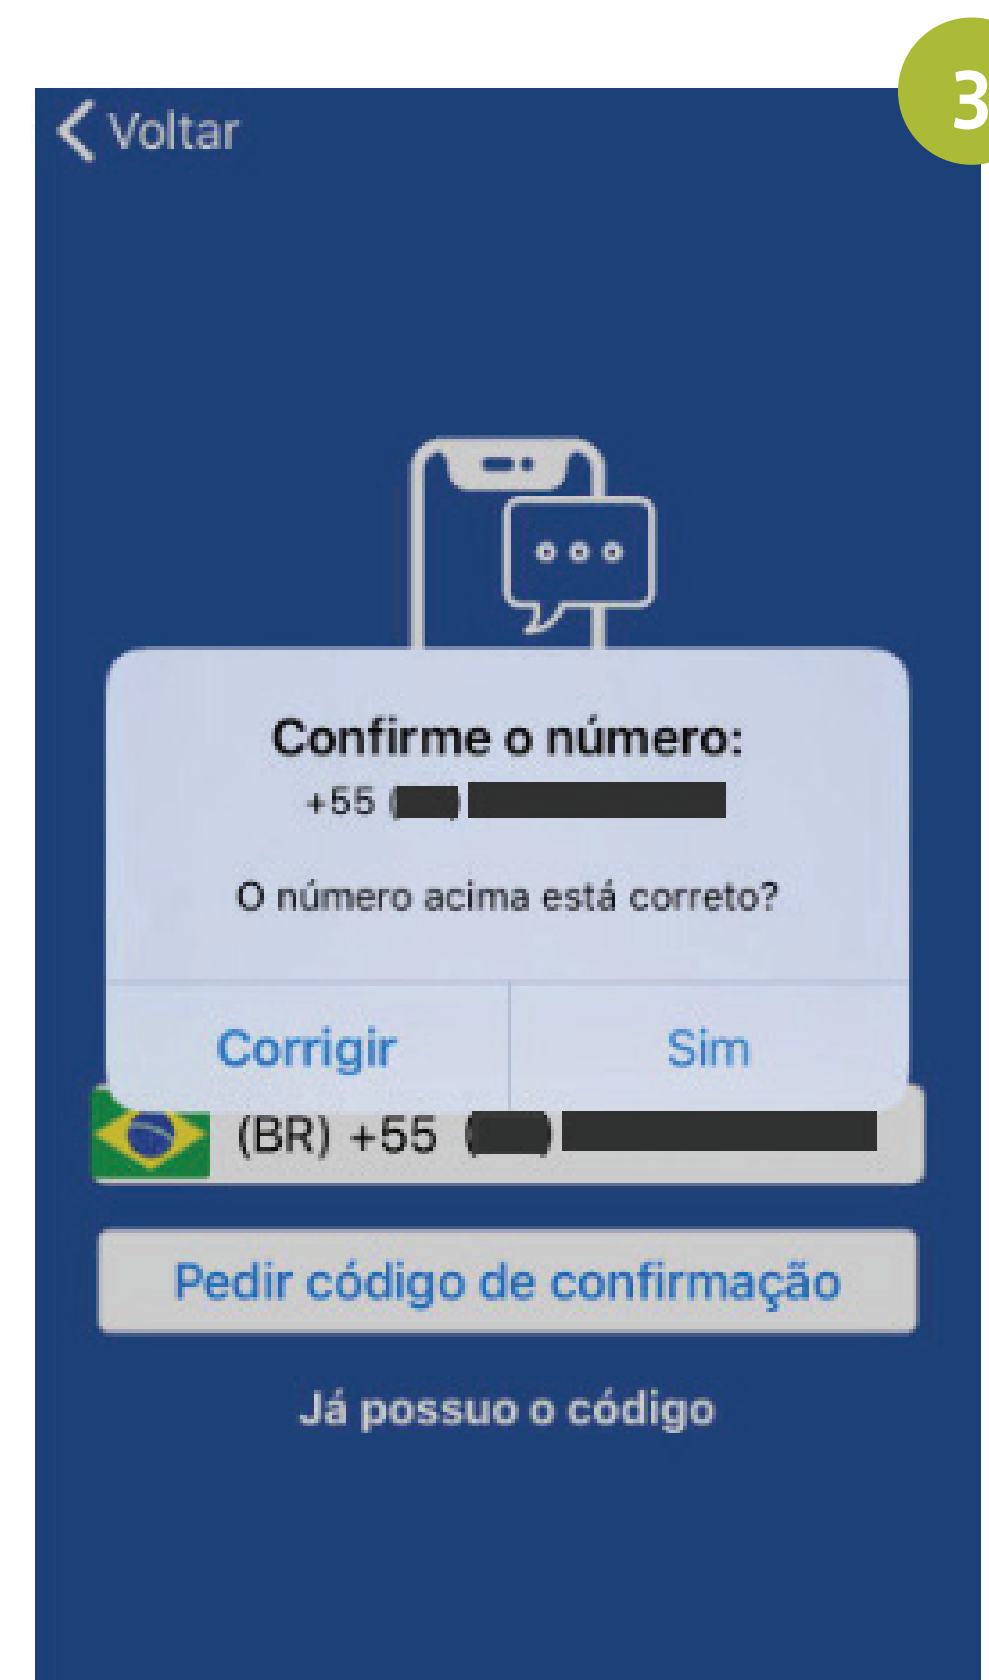 3
Voltar
Confirme o número:
+55 (
O número acima está correto?
Corrigir
Sim
(BR) +55 (
Pedir código de confirmação
Já possuo o código